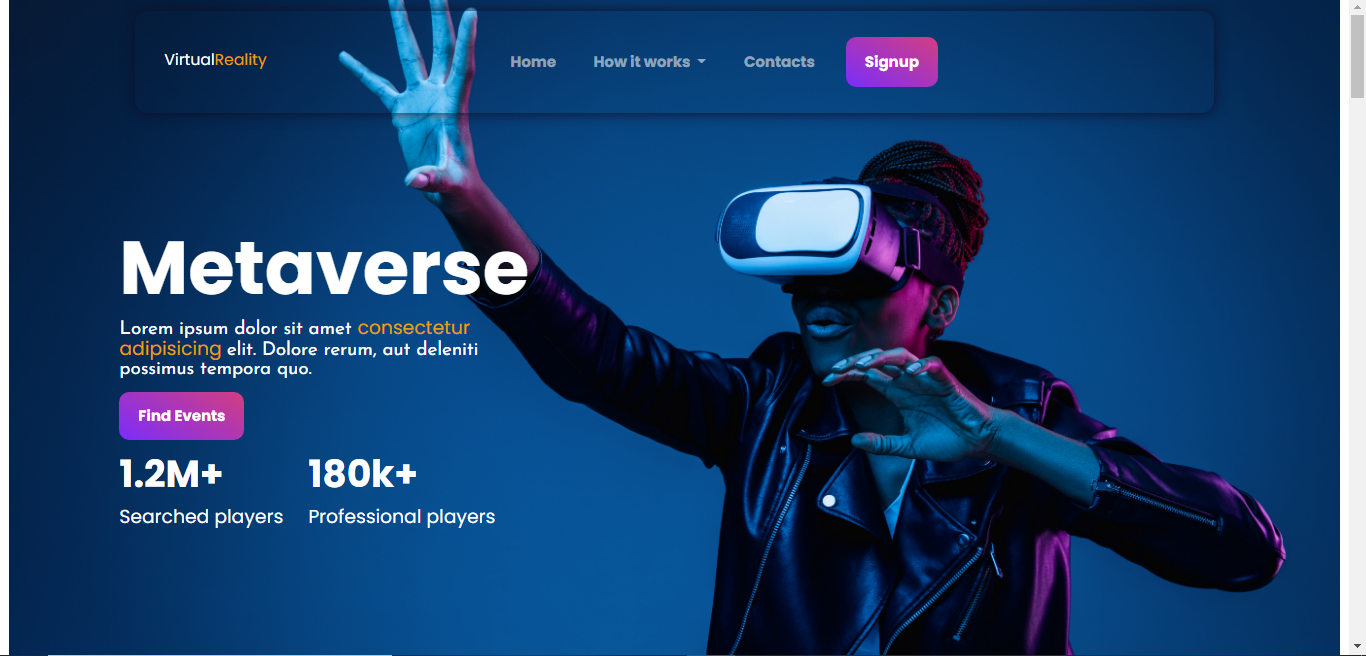 VirtualReality
Home
How it works
Contacts
Signup
Metaverse
Lorem ipsum dolor sit amet consectetur
adipisicing elit. Dolore rerum, aut deleniti
possimus tempora quo.
Find Events
1.2M+
180k+
Searched players
Professional players